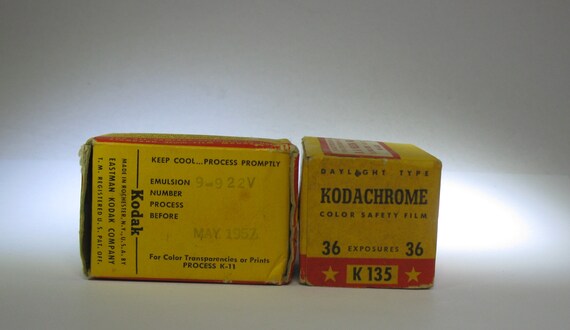 KEEP COOL...PROCESS PROMPTLY
EMULSION 9=922V
NUMBER
PROCESS
BEFORE
MAY 1957
For Color Transparencies or Prints
PROCESS K-11
Kodak
MADE IN ROCHESTER, N.Y., U.S.A. BY
EASTMAN KODAK COMPANY
T. M. REGISTERED U. S. PAT. OFF.
DAYLIGHT TYPE
KODACHROME
COLOR SAFETY FILM
36 EXPOSURES 36
K 135